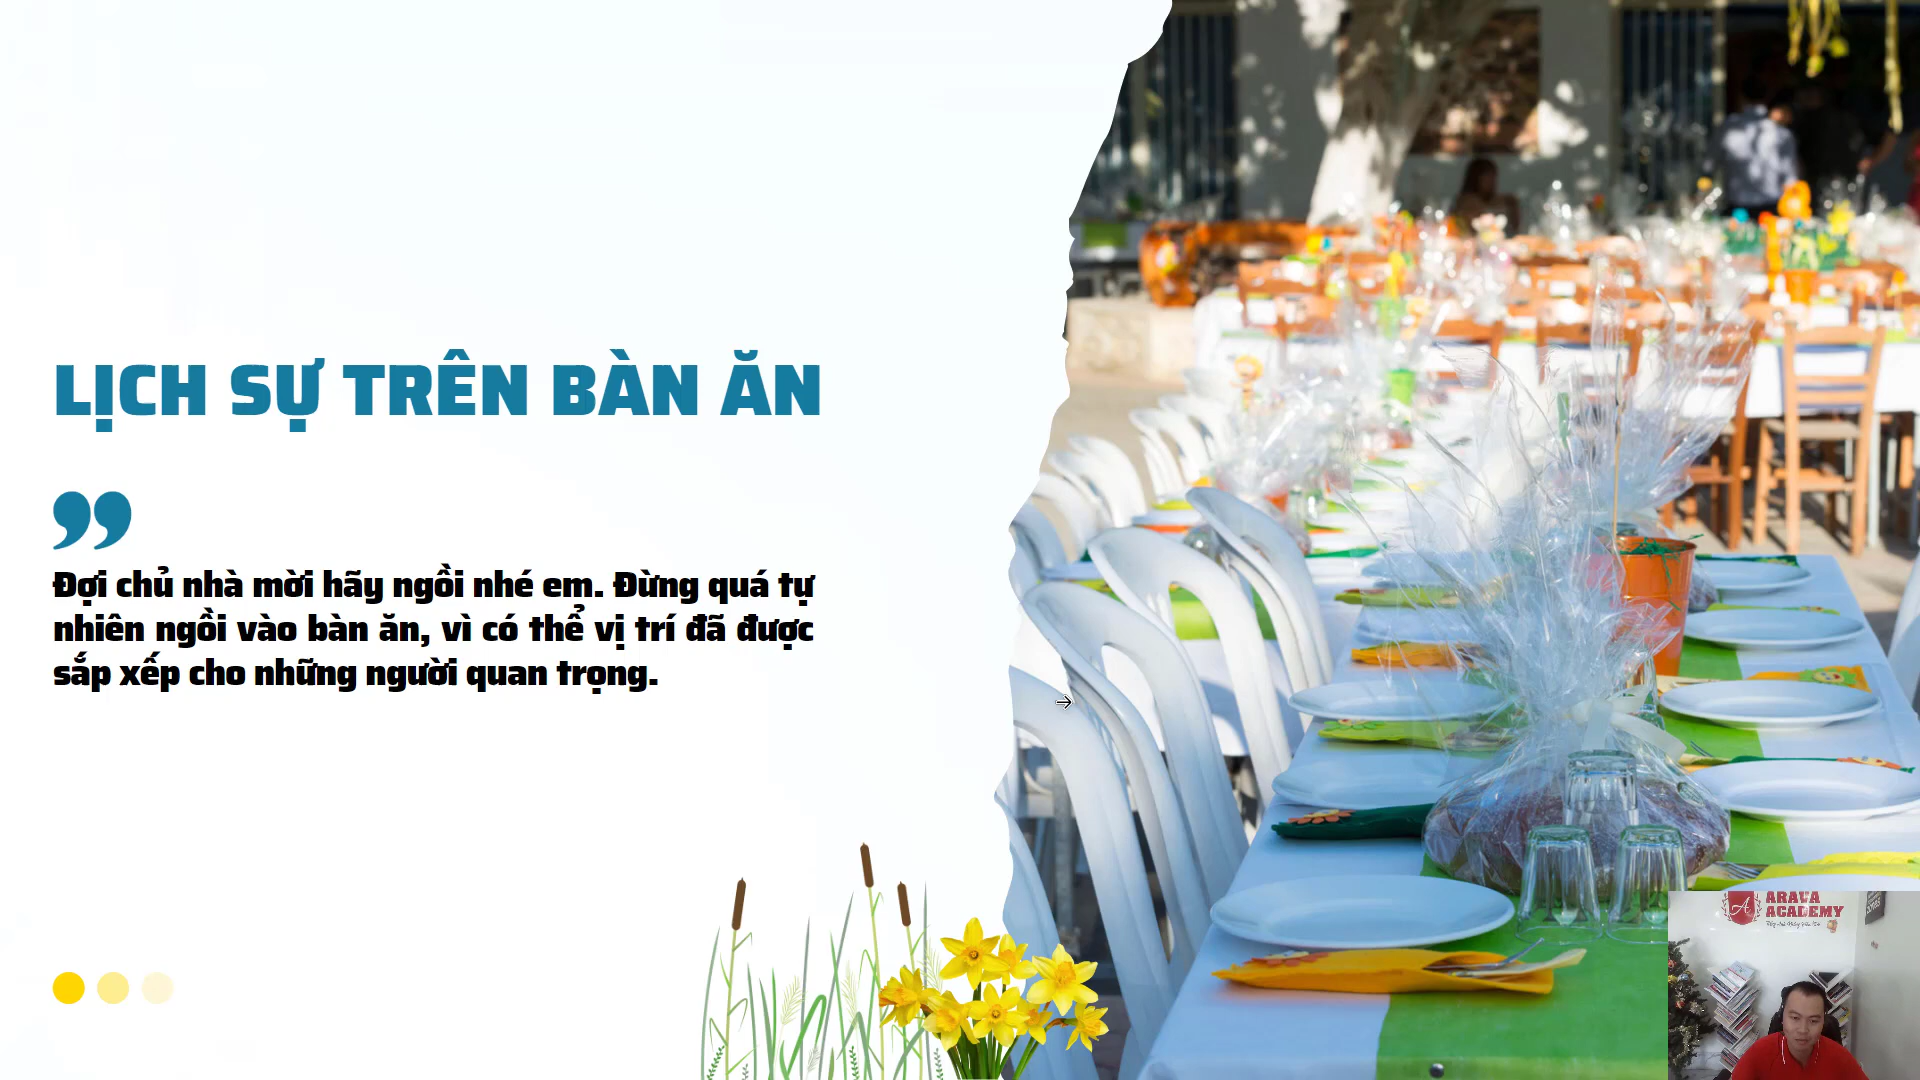 LỊCH SỰ TRÊN BÀN ĂN
Đợi chủ nhà mời hãy ngồi nhé em. Đừng quá tự
nhiên ngồi vào bàn ăn, vì có thể vị trí đã được
sắp xếp cho những người quan trọng.
ARAVA
ACADEMY